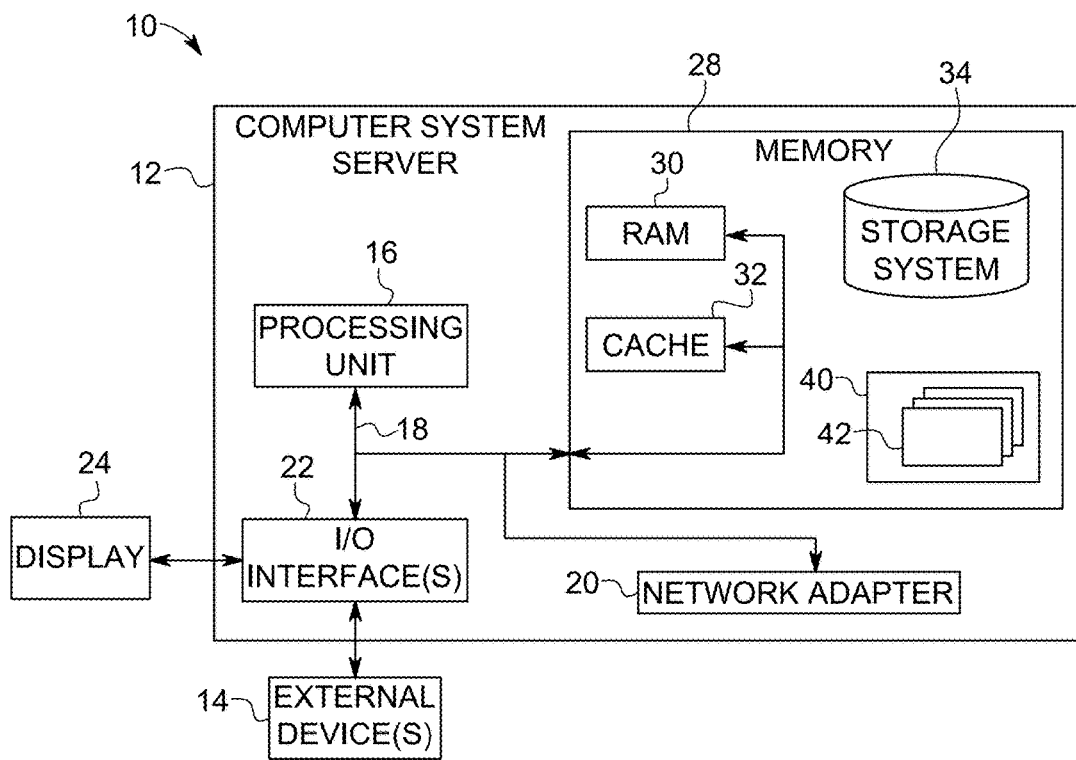 10
28
34
COMPUTER SYSTEM
SERVER
MEMORY
12
30
RAM
STORAGE
SYSTEM
16
32
PROCESSING
UNIT
CACHE
40
18
42
24
22
DISPLAY
I/O
INTERFACE(S)
20
NETWORK ADAPTER
14
EXTERNAL
DEVICE(S)